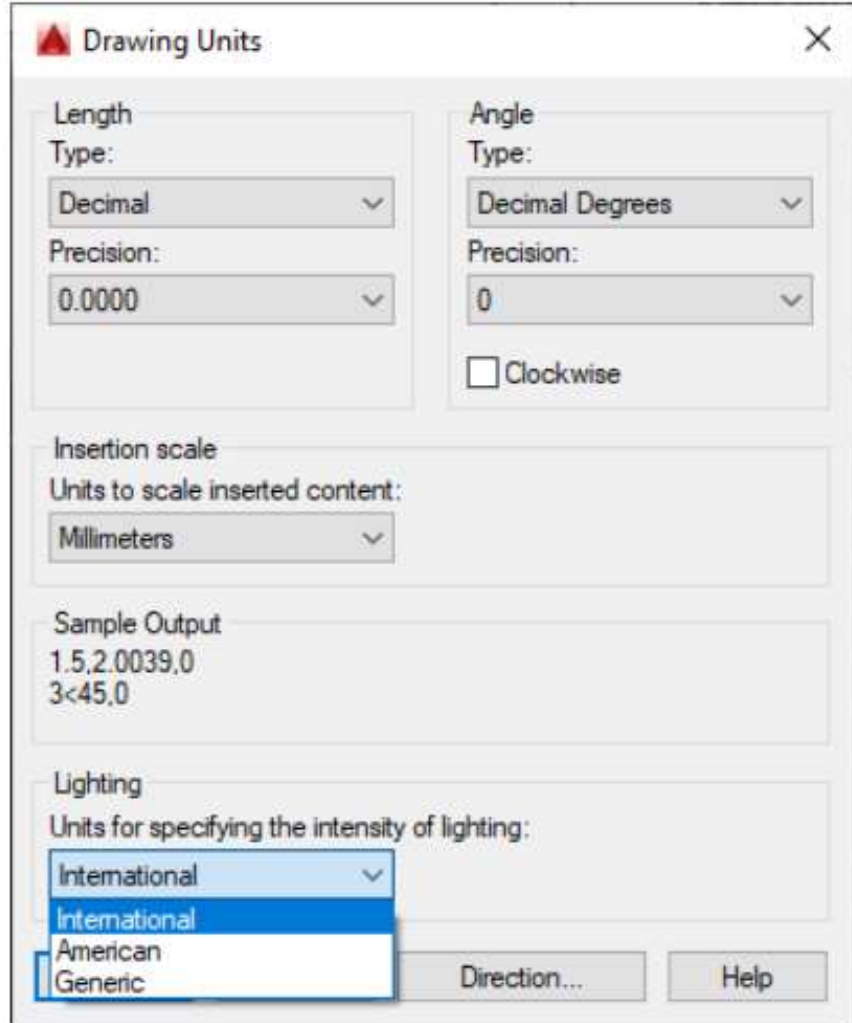 Drawing Units
Length
Type:
Decimal
Precision:
0.0000
Angle
Type:
Decimal Degrees
Precision:
0
Clockwise
Insertion scale
Units to scale inserted content:
Millimeters
Sample Output
1.5,2.0039,0
3<45,0
Lighting
Units for specifying the intensity of lighting:
International
International
American
Generic
Direction...
Help